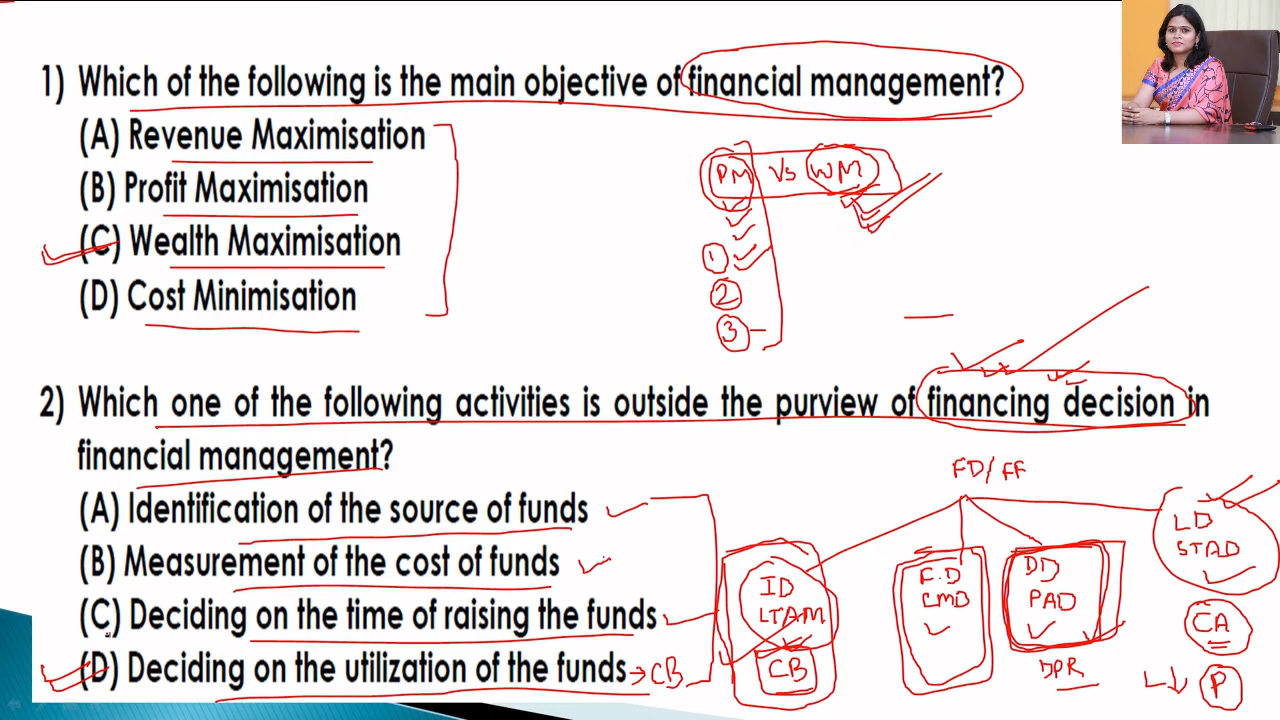 1) Which of the following is the main objective of financial management?
(A) Revenue Maximisation
(B) Profit Maximisation
(C) Wealth Maximisation
(D) Cost Minimisation
PM Vs WM
1
2
3
2) Which one of the following activities is outside the purview of financing decision in
financial management?
(A) Identification of the source of funds
(B) Measurement of the cost of funds
(C) Deciding on the time of raising the funds
(D) Deciding on the utilization of the funds → CB
FD/FF
ID
LTAM
CB
F.D
CMD
DD
PAD
DPR
LD
STAD
CA
L↓ P